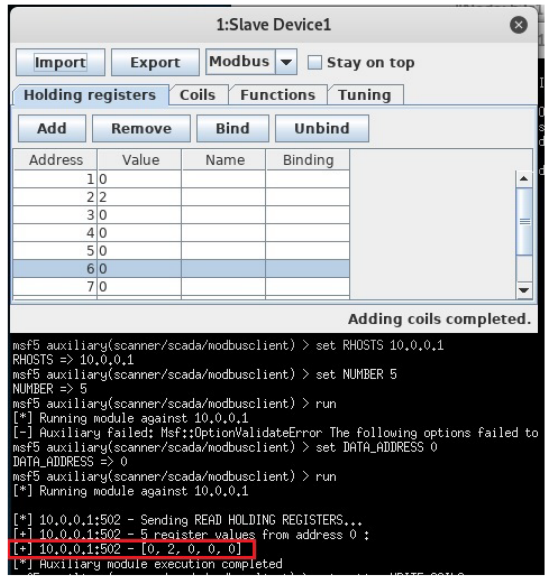 1:Slave Device1
Import Export Modbus Stay on top
Holding registers Coils Functions Tuning
Add Remove Bind Unbind
Address Value Name Binding
1 0
2 2
3 0
4 0
5 0
6 0
7 0
Adding coils completed.
msf5 auxiliary(scanner/scada/modbusclient) > set RHOSTS 10.0.0.1
RHOSTS => 10.0.0.1
msf5 auxiliary(scanner/scada/modbusclient) > set NUMBER 5
NUMBER => 5
msf5 auxiliary(scanner/scada/modbusclient) > run
[*] Running module against 10.0.0.1
[-] Auxiliary failed: Msf::OptionValidateError The following options failed to
msf5 auxiliary(scanner/scada/modbusclient) > set DATA_ADDRESS 0
DATA_ADDRESS => 0
msf5 auxiliary(scanner/scada/modbusclient) > run
[*] Running module against 10.0.0.1
[*] 10.0.0.1:502 - Sending READ HOLDING REGISTERS...
[+] 10.0.0.1:502 - 5 register values from address 0 :
[+] 10.0.0.1:502 - [0, 2, 0, 0, 0]
[*] Auxiliary module execution completed